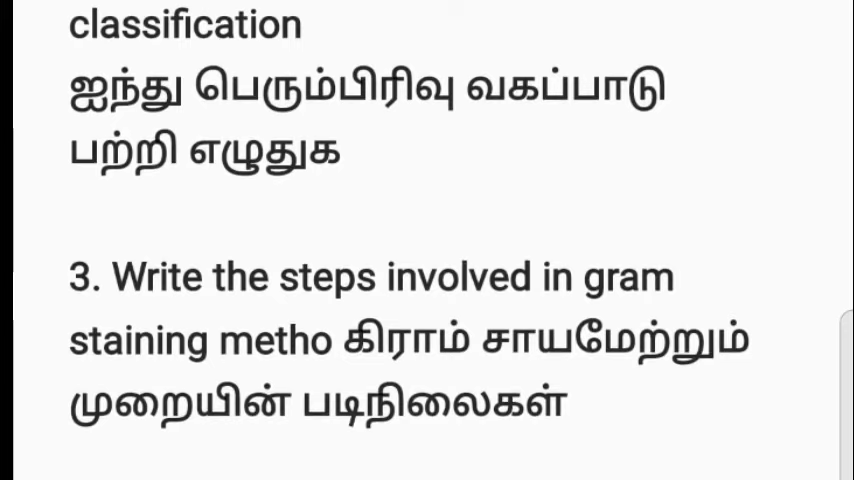 classification
ஐந்து பெரும்பிரிவு வகப்பாடு
பற்றி எழுதுக
3. Write the steps involved in gram
staining metho கிராம் சாயமேற்றும்
முறையின் படிநிலைகள்